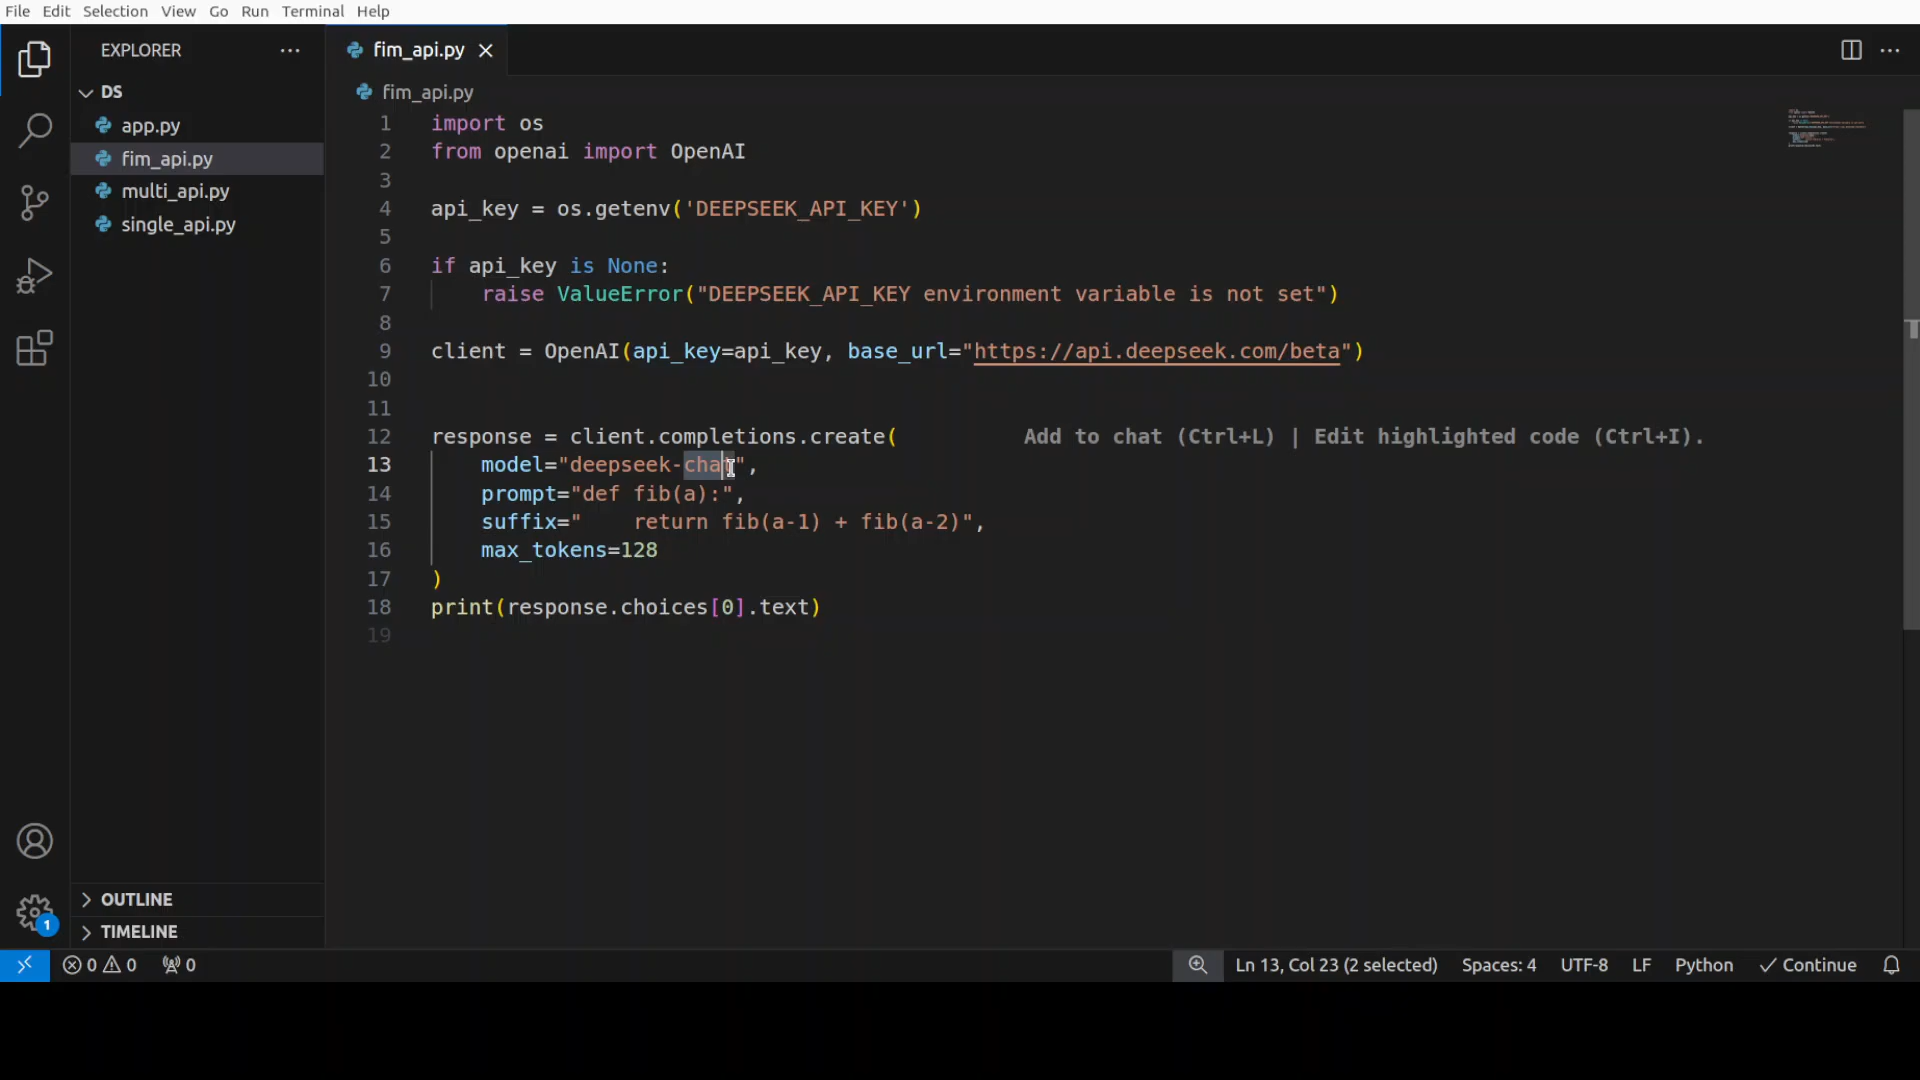 File Edit Selection View Go Run Terminal Help
EXPLORER
DS
app.py
fim_api.py
multi_api.py
single_api.py
OUTLINE
TIMELINE
fim_api.py
fim_api.py
1 import os
2 from openai import OpenAI
3
4 api_key = os.getenv('DEEPSEEK_API_KEY')
5
6 if api_key is None:
7     raise ValueError("DEEPSEEK_API_KEY environment variable is not set")
8
9 client = OpenAI(api_key=api_key, base_url="https://api.deepseek.com/beta")
10
11
12 response = client.completions.create( Add to chat (Ctrl+L) | Edit highlighted code (Ctrl+I).
13     model="deepseek-chat",
14     prompt="def fib(a):",
15     suffix="    return fib(a-1) + fib(a-2)",
16     max_tokens=128
17 )
18 print(response.choices[0].text)
19
1
0 0 0 Ln 13, Col 23 (2 selected) Spaces: 4 UTF-8 LF Python Continue